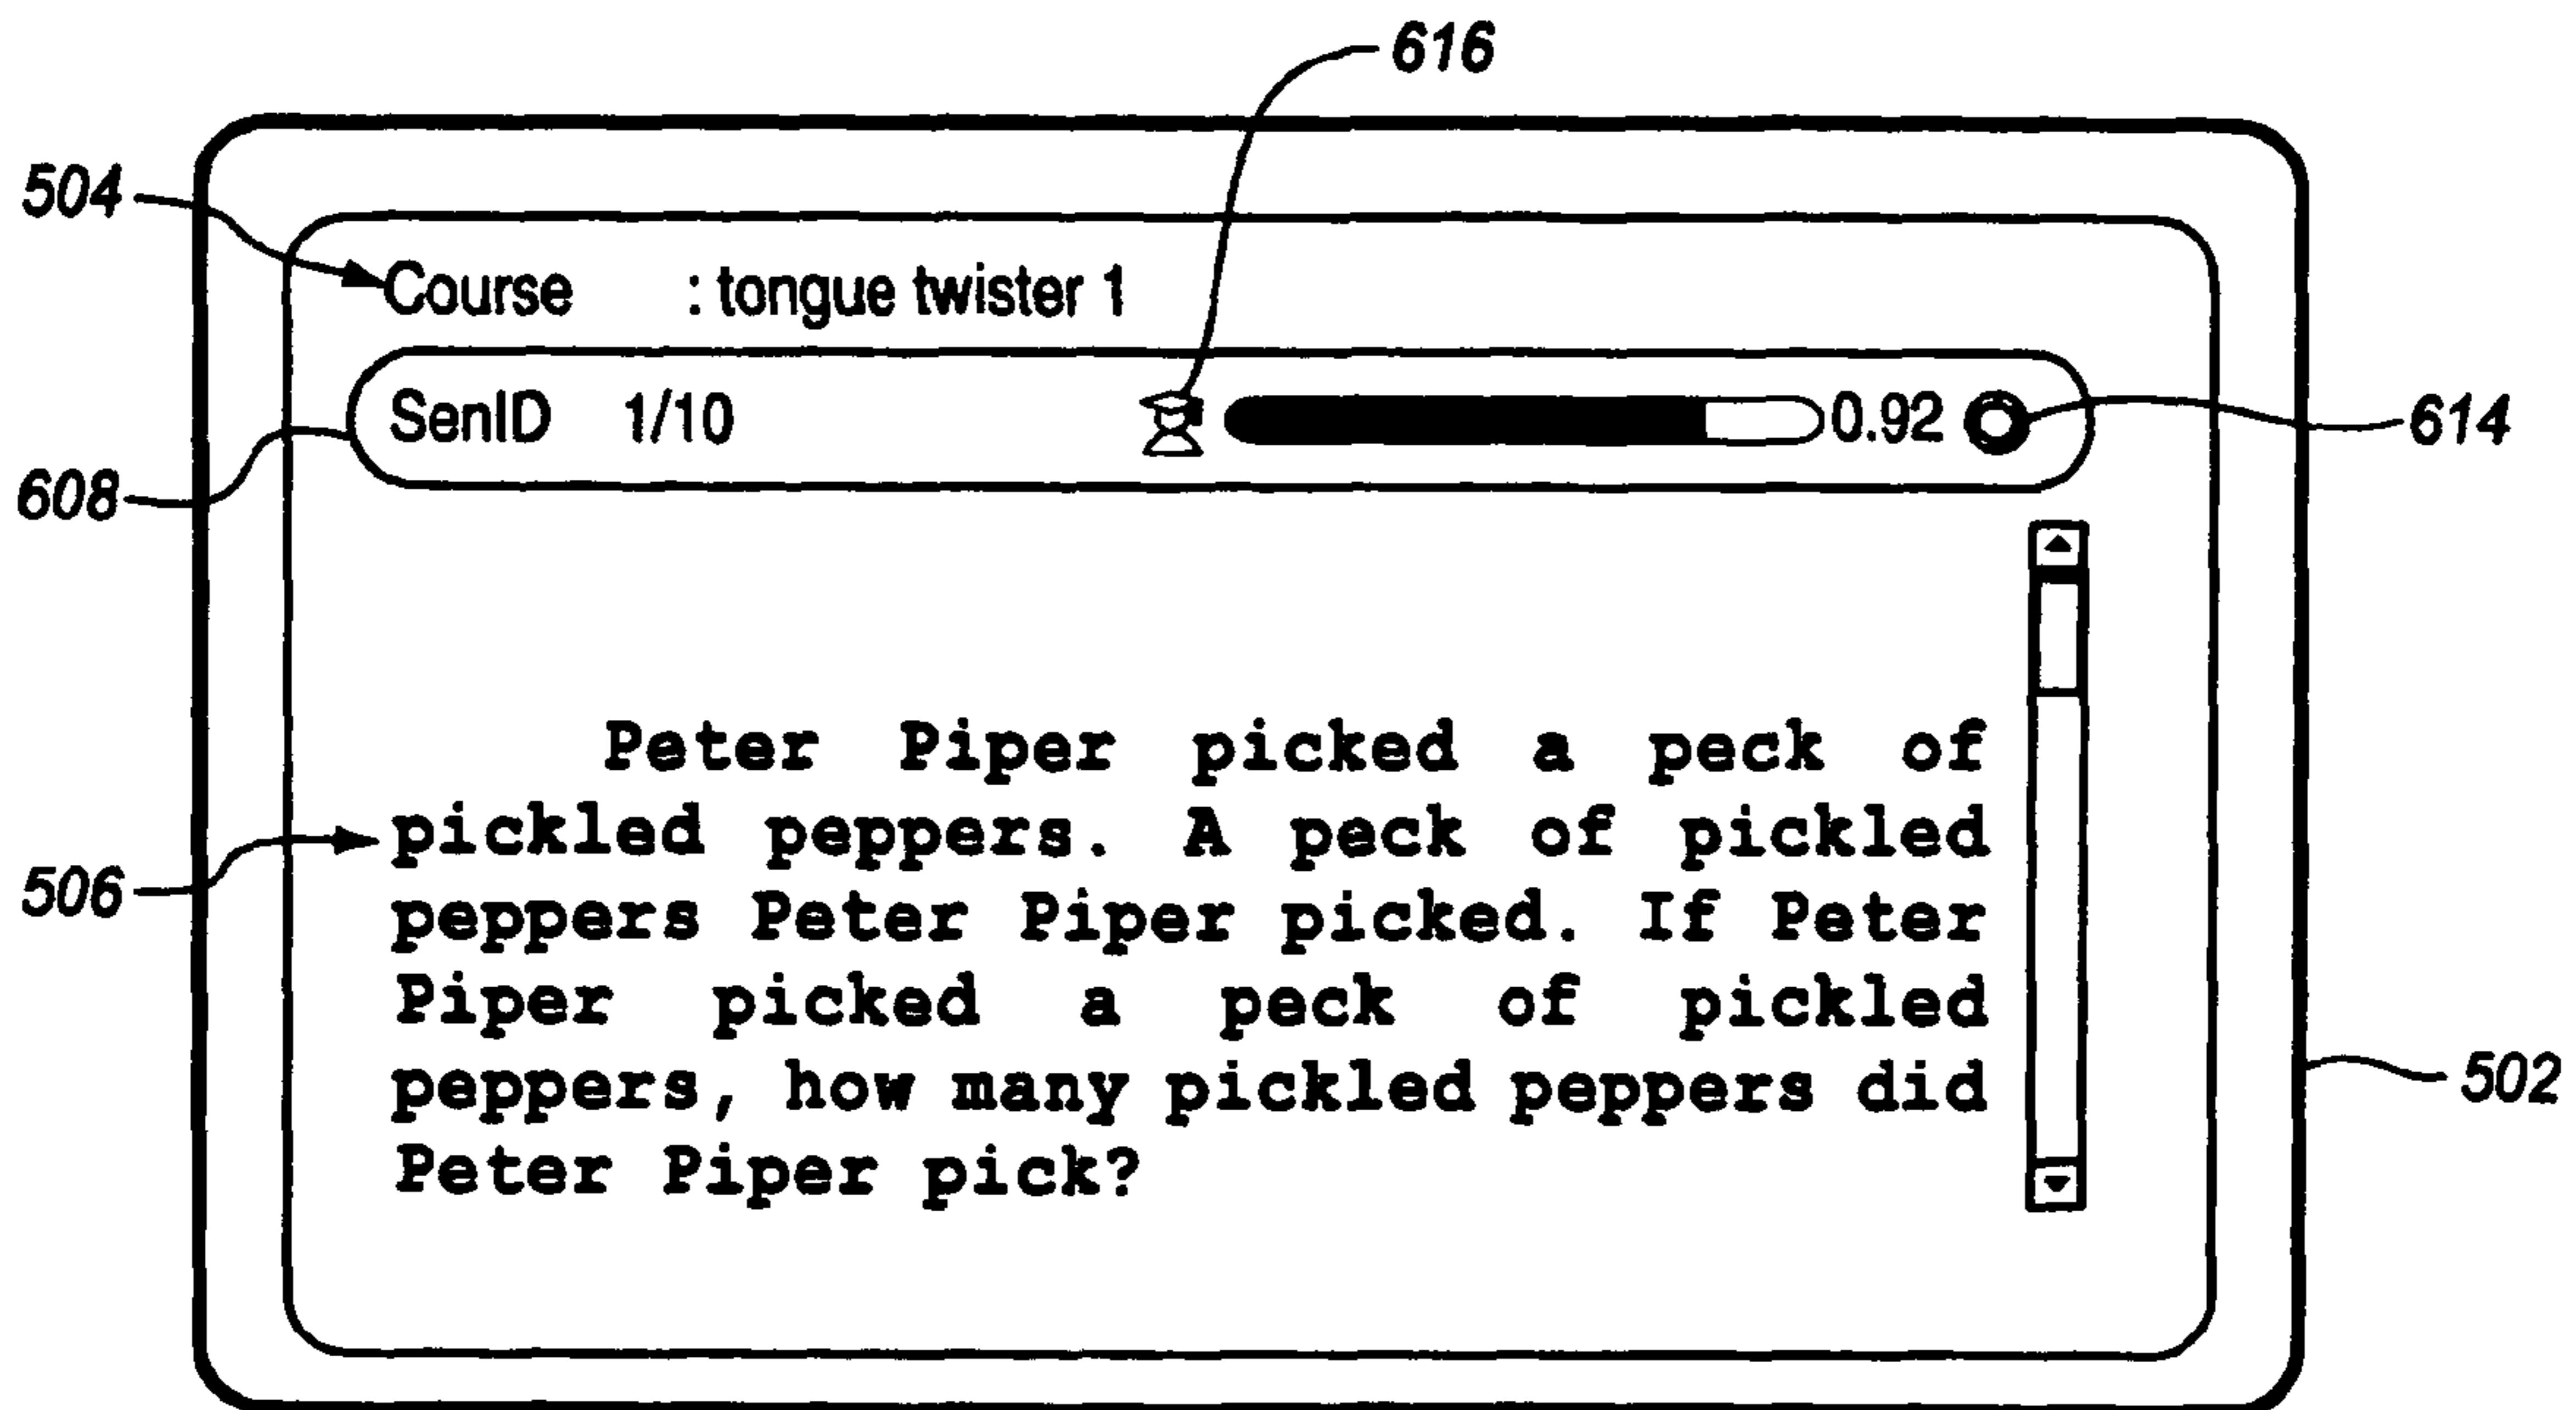 616
504
Course : tongue twister 1
608
SenID 1/10 0.92
614
Peter Piper picked a peck of
506
pickled peppers. A peck of pickled
peppers Peter Piper picked. If Peter
Piper picked a peck of pickled
peppers, how many pickled peppers did
502
Peter Piper pick?